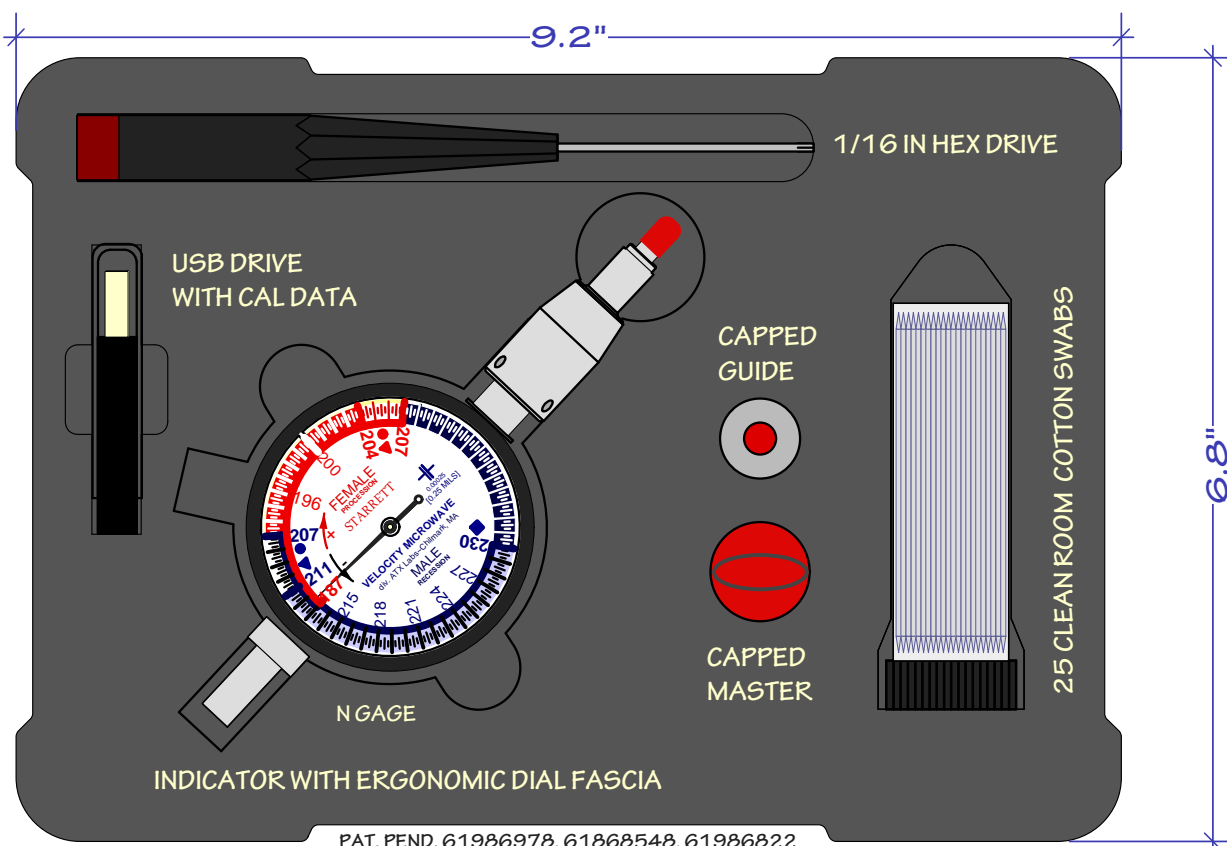 9.2"
1/16 IN HEX DRIVE
USB DRIVE
WITH CAL DATA
CAPPED
GUIDE
25 CLEAN ROOM COTTON SWABS
6.8"
207
204
200
196
FEMALE
PROCESSION
STARRETT
+
-
0.00025
[0.25 MILS]
VELOCITY MICROWAVE
div. ATX Labs-Chilmark, MA
MALE
RECESSION
207
211
187
215
218
221
224
227
230
CAPPED
MASTER
N GAGE
INDICATOR WITH ERGONOMIC DIAL FASCIA
PAT. PEND. 61986978, 61868548, 61986822